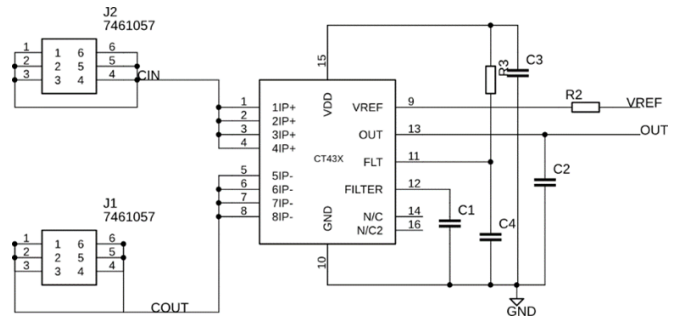 J2
7461057
1 1 6 6
2 2 5 5
3 3 4 4
CIN
J1
7461057
1 1 6 6
2 2 5 5
3 3 4 4
COUT
15
VDD
1 1IP+
2 2IP+
3 3IP+
4 4IP+
5 5IP-
6 6IP-
7 7IP-
8 8IP-
CT43X
VREF 9
OUT 13
FLT 11
FILTER 12
N/C 14
N/C2 16
GND
10
R3
C3
R2
VREF
OUT
C2
C1
C4
GND